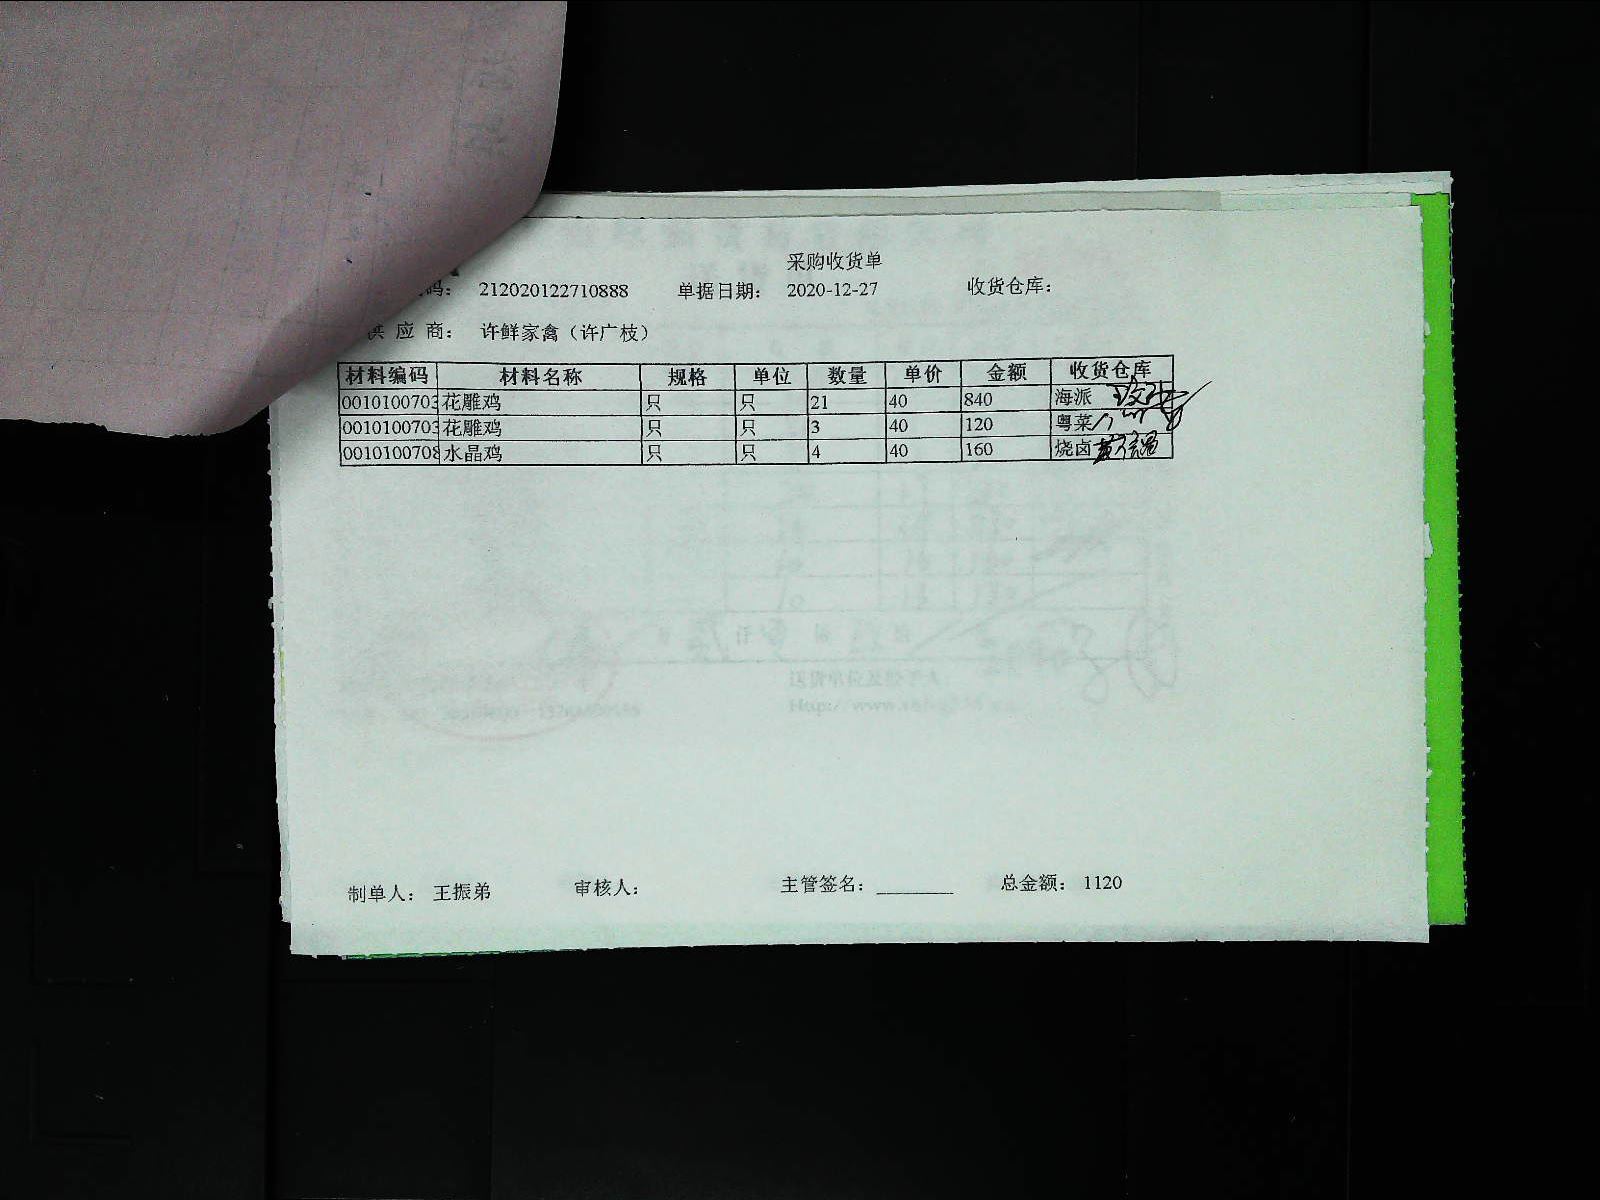 采购收货单
码： 212020122710888 单据日期： 2020-12-27 收货仓库：
供 应 商： 许鲜家禽（许广枝）
材料编码 材料名称 规格 单位 数量 单价 金额 收货仓库
0010100703 花雕鸡 只 只 21 40 840 海派
0010100703 花雕鸡 只 只 3 40 120 粤菜
0010100708 水晶鸡 只 只 4 40 160 烧卤
制单人： 王振弟 审核人： 主管签名： 总金额： 1120